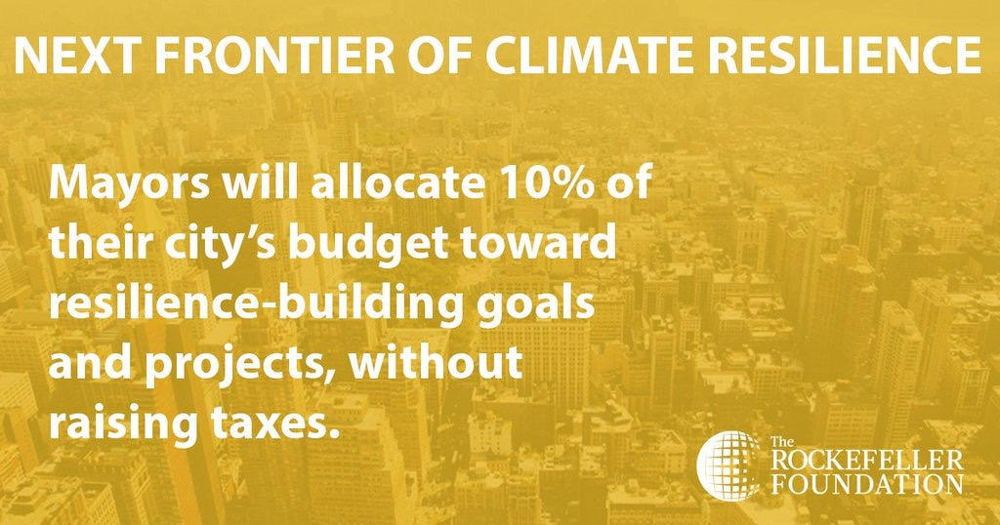 NEXT FRONTIER OF CLIMATE RESILIENCE
Mayors will allocate 10% of
their city’s budget toward
resilience-building goals
and projects, without
raising taxes.
The
ROCKEFELLER
FOUNDATION